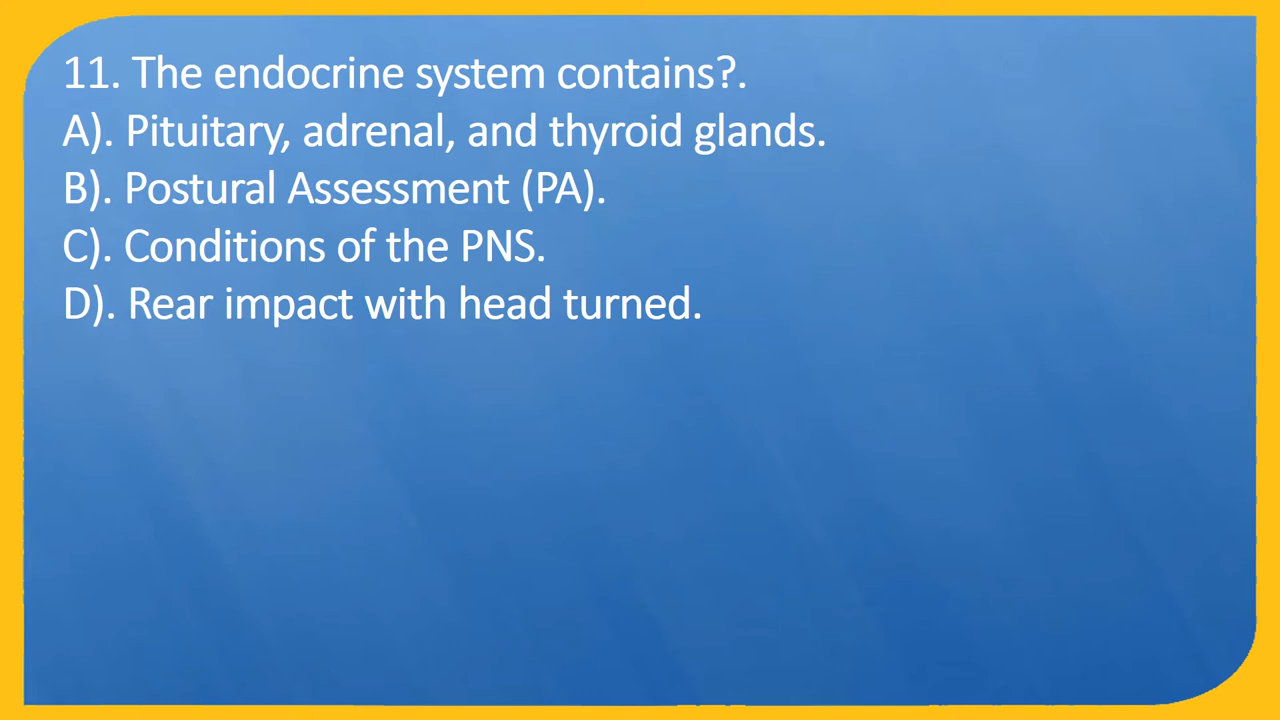 11. The endocrine system contains?.
A). Pituitary, adrenal, and thyroid glands.
B). Postural Assessment (PA).
C). Conditions of the PNS.
D). Rear impact with head turned.